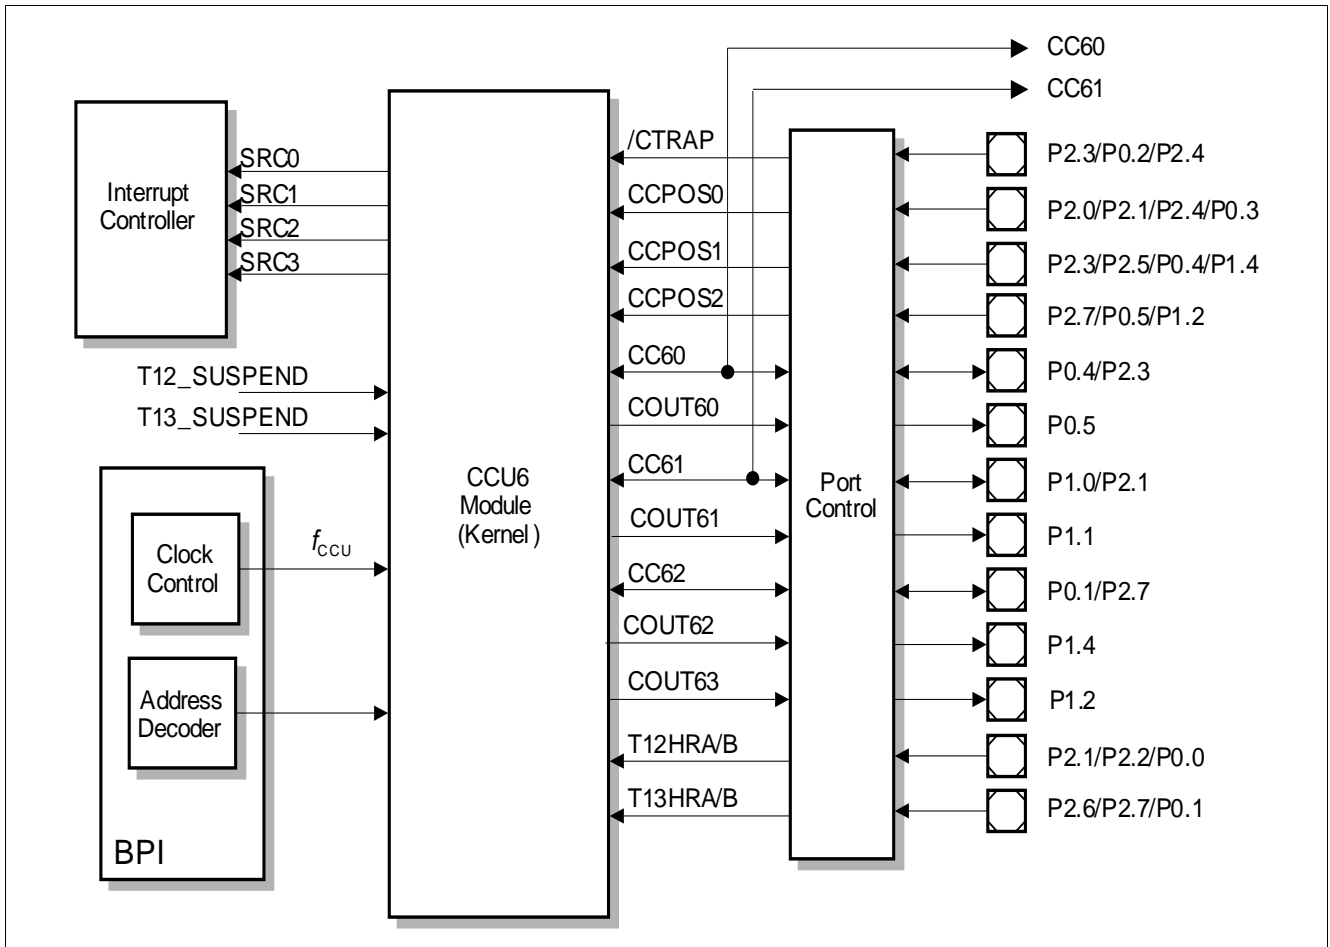 CC60
CC61
Interrupt
Controller
SRC0
SRC1
SRC2
SRC3
T12_SUSPEND
T13_SUSPEND
Clock
Control
fCCU
Address
Decoder
BPI
CCU6
Module
(Kernel)
/CTRAP
CCPOS0
CCPOS1
CCPOS2
CC60
COUT60
CC61
COUT61
CC62
COUT62
COUT63
T12HRA/B
T13HRA/B
Port
Control
P2.3/P0.2/P2.4
P2.0/P2.1/P2.4/P0.3
P2.3/P2.5/P0.4/P1.4
P2.7/P0.5/P1.2
P0.4/P2.3
P0.5
P1.0/P2.1
P1.1
P0.1/P2.7
P1.4
P1.2
P2.1/P2.2/P0.0
P2.6/P2.7/P0.1